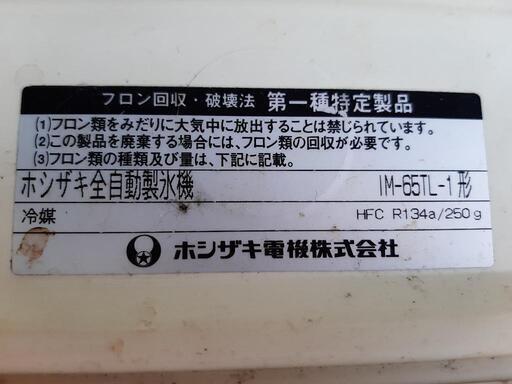 フロン回収・破壊法 第一種特定製品
(1)フロン類をみだりに大気中に放出することは禁じられています。
(2)この製品を廃棄する場合には、フロン類の回収が必要です。
(3)フロン類の種類及び量は、下記に記載。
ホシザキ全自動製氷機 IM-65TL-1形
冷媒 HFC R134a/250g
ホシザキ電機株式会社